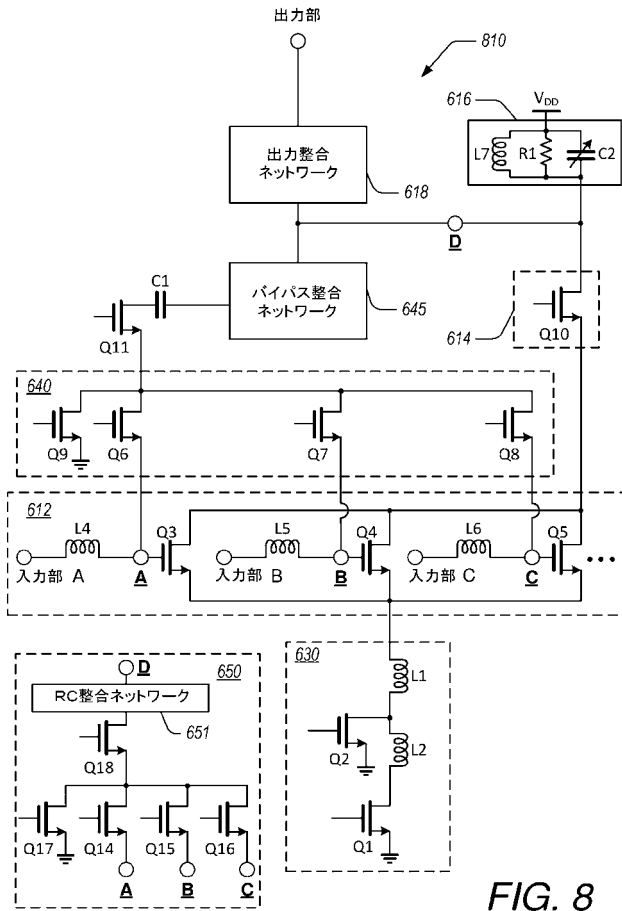 出力部
810
616
V_DD
L7
R1
C2
出力整合
ネットワーク
618
D
C1
バイパス整合
ネットワーク
645
Q11
614
Q10
640
Q9
Q6
Q7
Q8
612
L4
Q3
L5
Q4
L6
Q5
入力部 A
A
入力部 B
B
入力部 C
C
•••
D
650
RC整合ネットワーク
651
Q18
Q17
Q14
Q15
Q16
A
B
C
630
L1
Q2
L2
Q1
FIG. 8